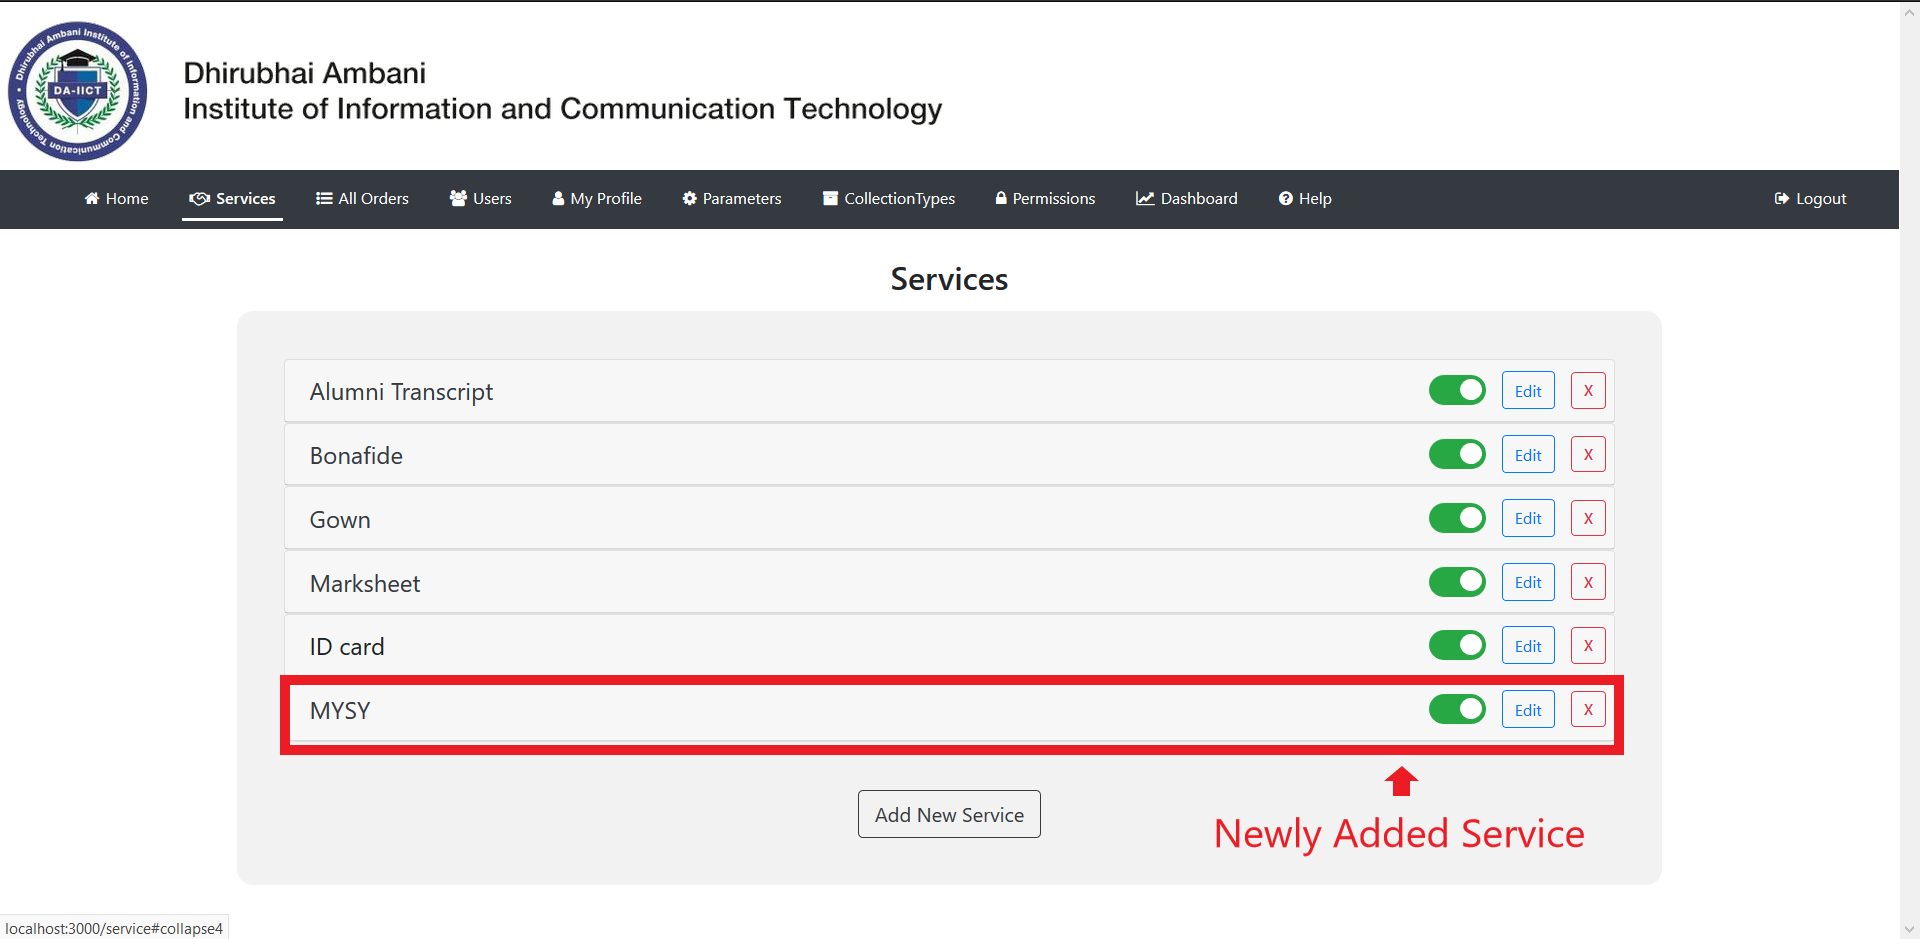 Dhirubhai Ambani Institute of Information and Communication Technology
DA-IICT
Dhirubhai Ambani
Institute of Information and Communication Technology
Home Services All Orders Users My Profile Parameters CollectionTypes Permissions Dashboard Help Logout
Services
Alumni Transcript Edit X
Bonafide Edit X
Gown Edit X
Marksheet Edit X
ID card Edit X
MYSY Edit X
Add New Service
Newly Added Service
localhost:3000/service#collapse4